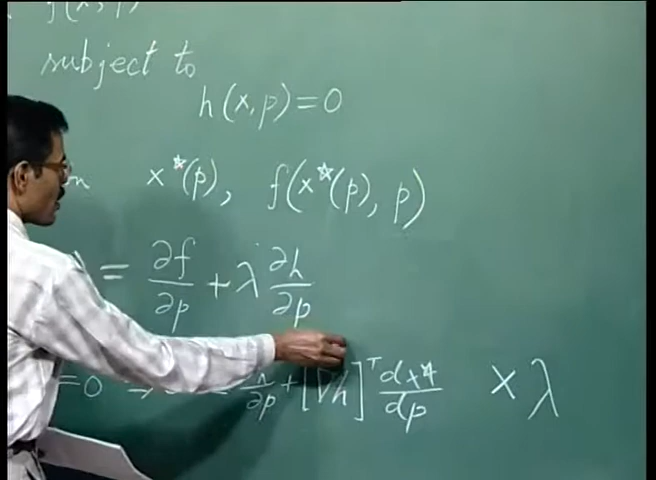 f(x, p)
subject to
h(x, p) = 0
x*(p), f(x*(p), p)
= ∂f/∂p + λ ∂h/∂p
= 0 → ∂h/∂p + [∇h]ᵀ dx*/dp × λ